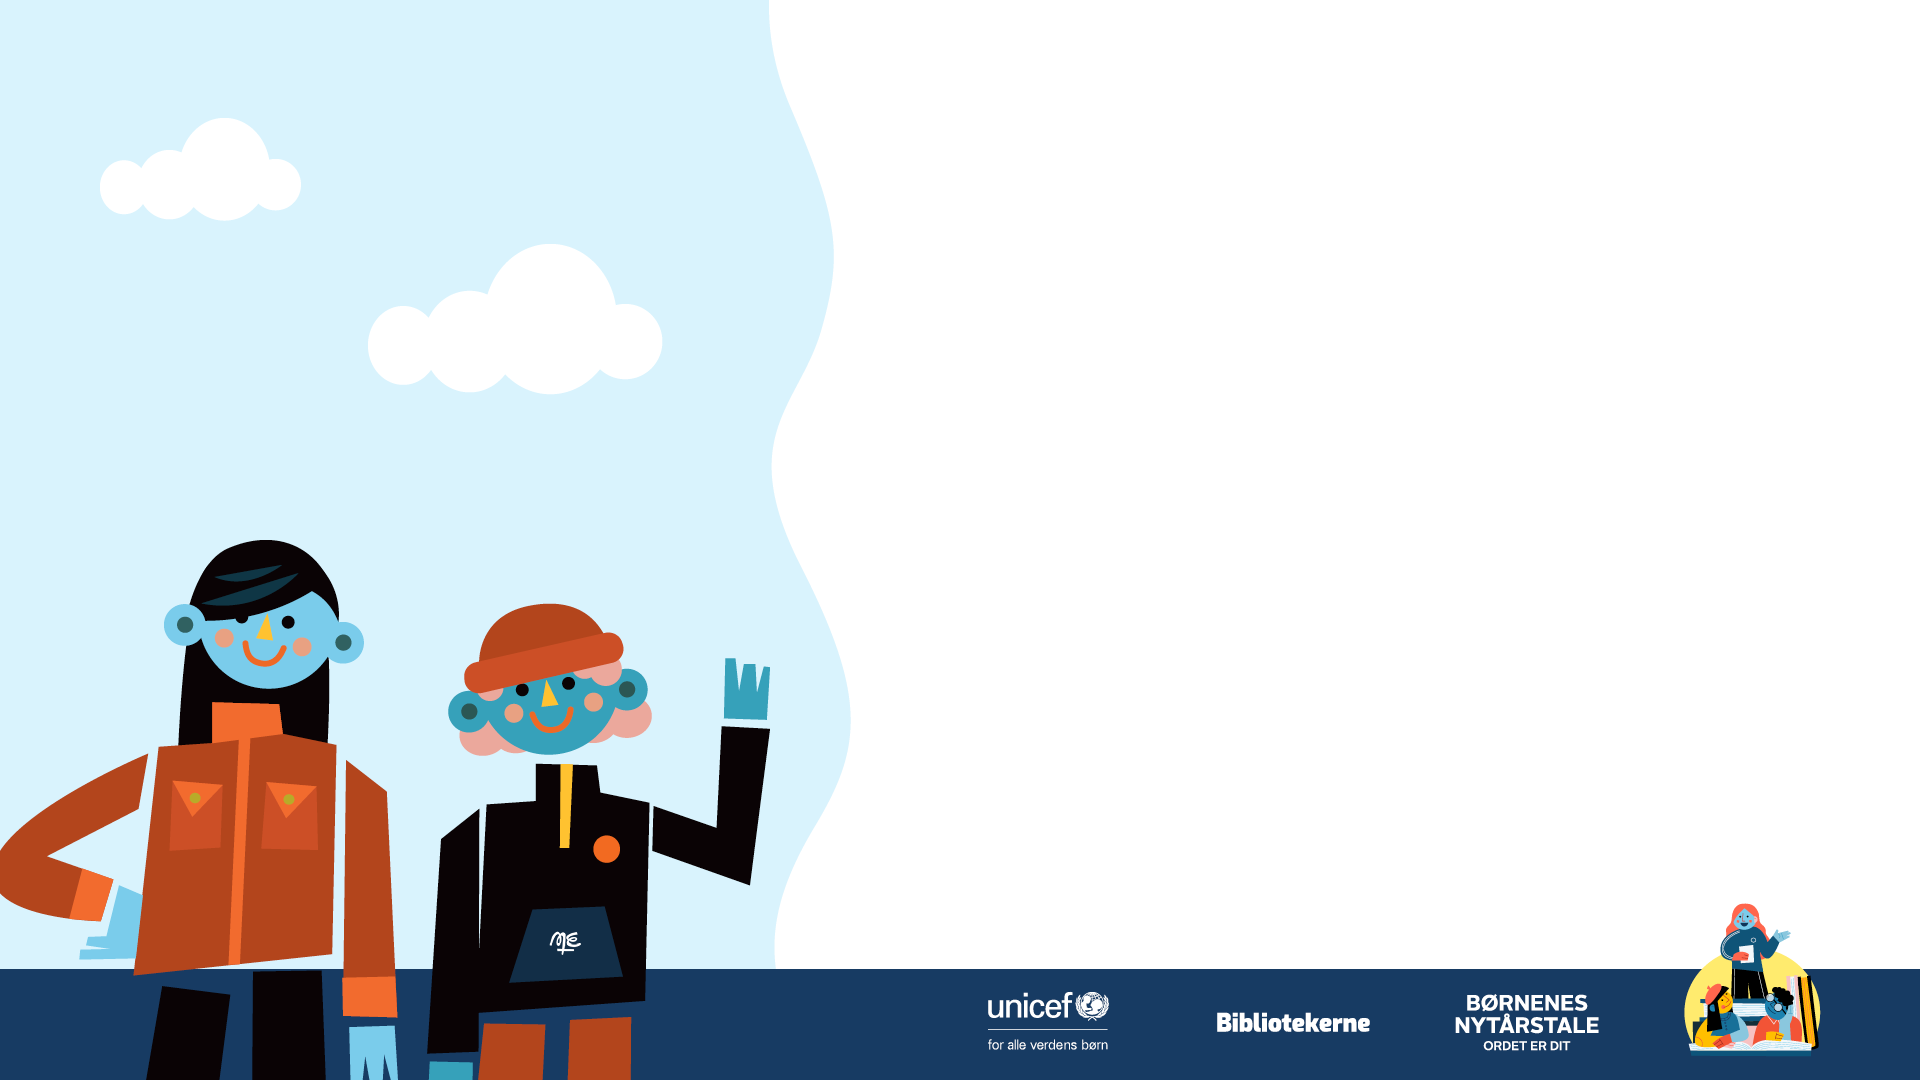 unicef
for alle verdens børn
Bibliotekerne
BØRNENES
NYTÅRSTALE
ORDET ER DIT